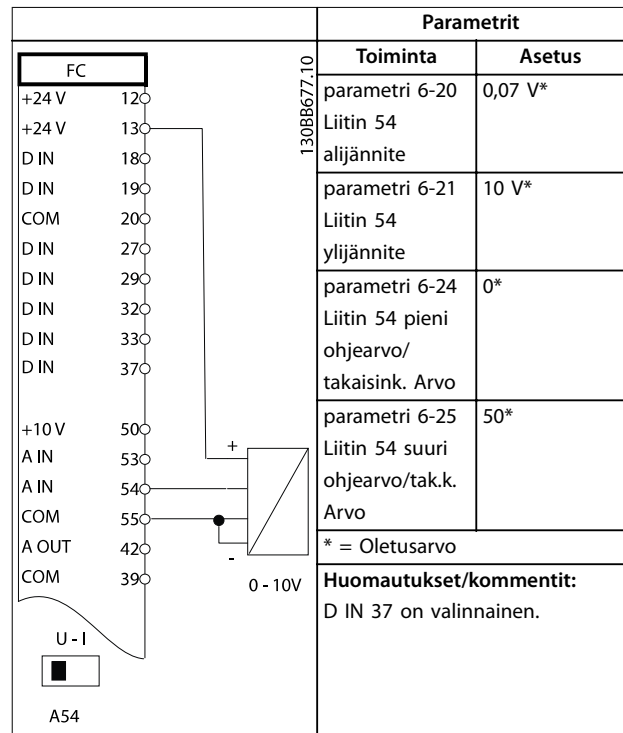 FC
+24 V 12
+24 V 13
D IN 18
D IN 19
COM 20
D IN 27
D IN 29
D IN 32
D IN 33
D IN 37
+10 V 50
A IN 53
A IN 54
COM 55
A OUT 42
COM 39
+
-
0 - 10V
U - I
A54
130BB677.10
Parametrit
Toiminta Asetus
parametri 6-20 0,07 V*
Liitin 54
alijännite
parametri 6-21 10 V*
Liitin 54
ylijännite
parametri 6-24 0*
Liitin 54 pieni
ohjearvo/
takaisink. Arvo
parametri 6-25 50*
Liitin 54 suuri
ohjearvo/tak.k.
Arvo
* = Oletusarvo
Huomautukset/kommentit:
D IN 37 on valinnainen.